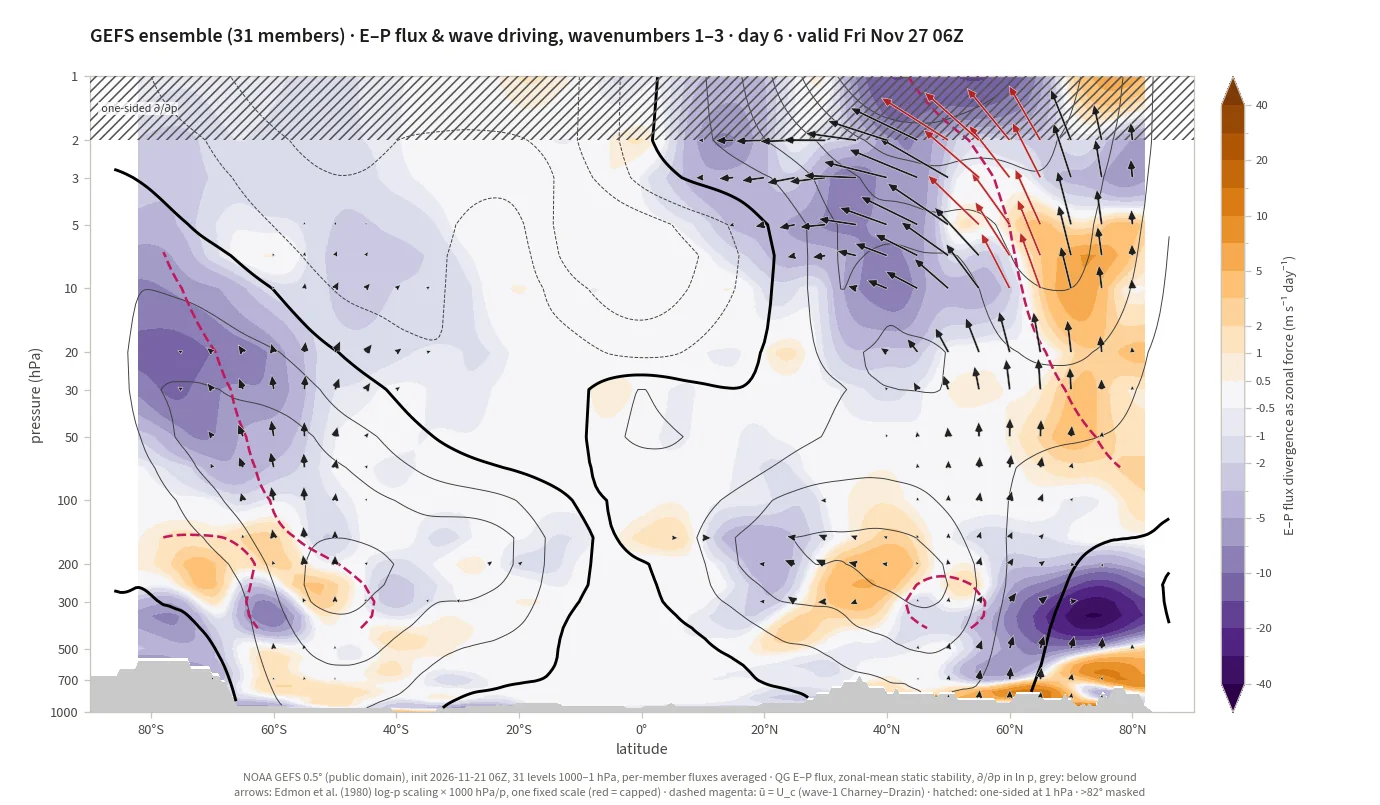 GEFS ensemble (31 members) · E–P flux & wave driving, wavenumbers 1–3 · day 6 · valid Fri Nov 27 06Z
one-sided ∂/∂p
pressure (hPa)
1
2
3
5
10
20
30
50
100
200
300
500
700
1000
80°S
60°S
40°S
20°S
0°
20°N
40°N
60°N
80°N
latitude
40
20
10
5
2
1
0.5
-0.5
-1
-2
-5
-10
-20
-40
E–P flux divergence as zonal force (m s⁻¹ day⁻¹)
NOAA GEFS 0.5° (public domain), init 2026-11-21 06Z, 31 levels 1000–1 hPa, per-member fluxes averaged · QG E–P flux, zonal-mean static stability, ∂/∂p in ln p, grey: below ground
arrows: Edmon et al. (1980) log-p scaling × 1000 hPa/p, one fixed scale (red = capped) · dashed magenta: ū = U_c (wave-1 Charney–Drazin) · hatched: one-sided at 1 hPa · >82° masked